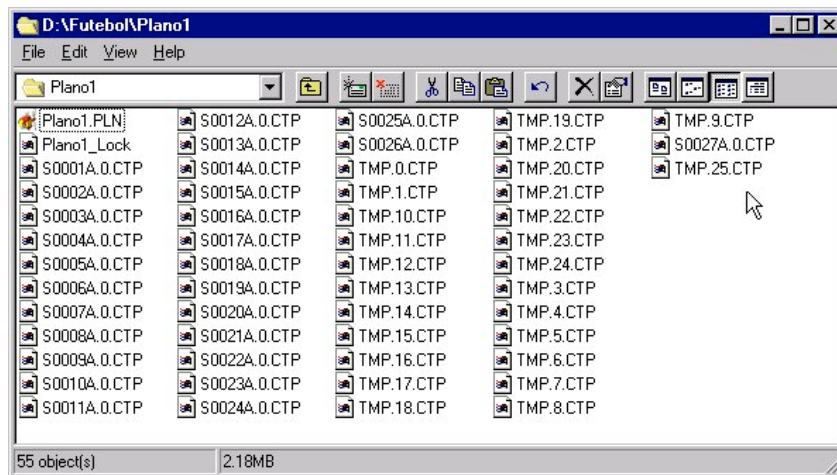 D:\Futebol\Plano1
File Edit View Help
Plano1
Plano1.PLN
Plano1_Lock
S0001A.0.CTP
S0002A.0.CTP
S0003A.0.CTP
S0004A.0.CTP
S0005A.0.CTP
S0006A.0.CTP
S0007A.0.CTP
S0008A.0.CTP
S0009A.0.CTP
S0010A.0.CTP
S0011A.0.CTP
S0012A.0.CTP
S0013A.0.CTP
S0014A.0.CTP
S0015A.0.CTP
S0016A.0.CTP
S0017A.0.CTP
S0018A.0.CTP
S0019A.0.CTP
S0020A.0.CTP
S0021A.0.CTP
S0022A.0.CTP
S0023A.0.CTP
S0024A.0.CTP
S0025A.0.CTP
S0026A.0.CTP
TMP.0.CTP
TMP.1.CTP
TMP.10.CTP
TMP.11.CTP
TMP.12.CTP
TMP.13.CTP
TMP.14.CTP
TMP.15.CTP
TMP.16.CTP
TMP.17.CTP
TMP.18.CTP
TMP.19.CTP
TMP.2.CTP
TMP.20.CTP
TMP.21.CTP
TMP.22.CTP
TMP.23.CTP
TMP.24.CTP
TMP.3.CTP
TMP.4.CTP
TMP.5.CTP
TMP.6.CTP
TMP.7.CTP
TMP.8.CTP
TMP.9.CTP
S0027A.0.CTP
TMP.25.CTP
55 object(s) 2.18MB